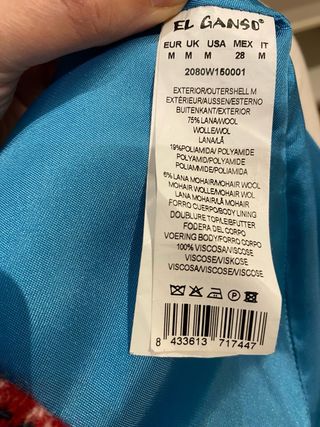 EL GANSO®
EUR UK USA MEX IT
M M M 28 M
2080W150001
EXTERIOR/OUTERSHELL M
EXTÉRIEUR/AUSSEN/ESTERNO
BUITENKANT/EXTERIOR
75% LANA/WOOL
WOLLE/WOL
LANA/LÃ
19%POLIAMIDA/ POLYAMIDE
POLYAMID/POLYAMIDE
POLIAMMIDE/POLIAMIDA
6% LANA MOHAIR/MOHAIR WOOL
MOHAIR WOLLE/MOHAIR WOL
LANA MOHAIR/LÃ MOHAIR
FORRO CUERPO/BODY LINING
DOUBLURE TOP/LEIBFUTTER
FODERA DEL CORPO
VOERING BODY/FORRO CORPO
100% VISCOSA/VISCOSE
VISCOSE/VISKOSE
VISCOSA/VISCOSE/VISCOSE
P
8 433613 717447